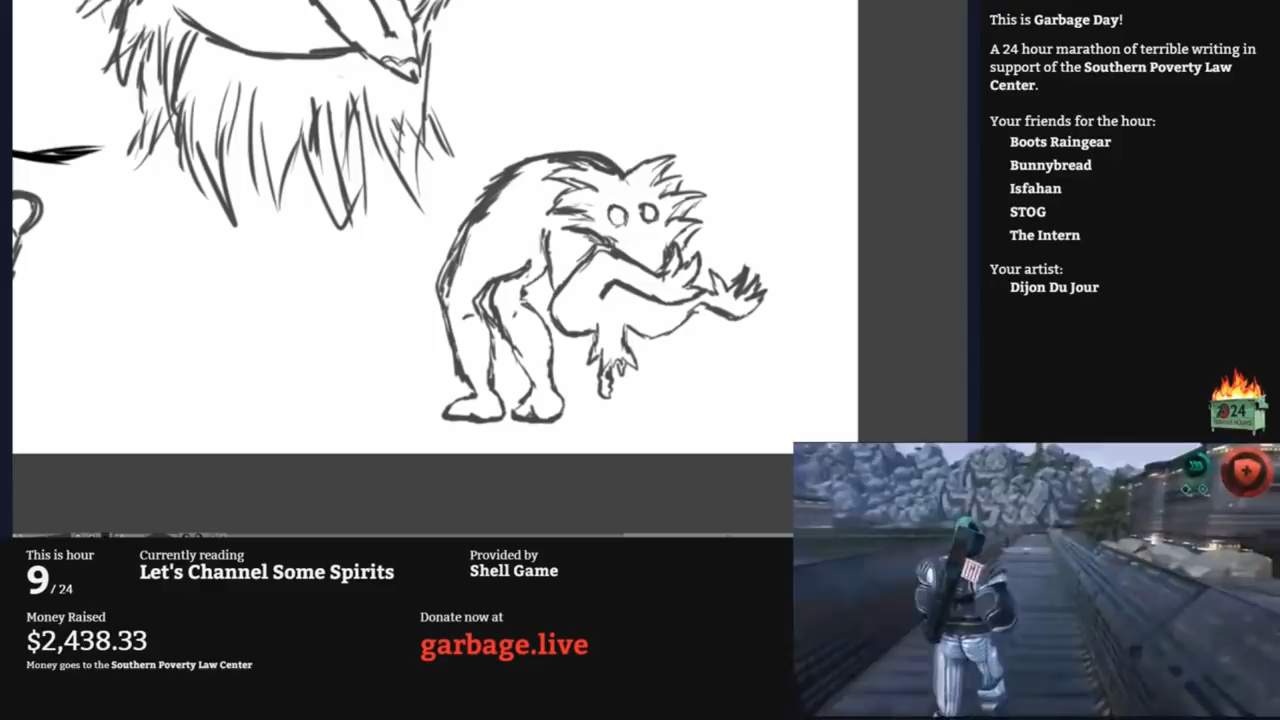 This is Garbage Day!
A 24 hour marathon of terrible writing in
support of the Southern Poverty Law
Center.
Your friends for the hour:
Boots Raingear
Bunnybread
Isfahan
STOG
The Intern
Your artist:
Dijon Du Jour
This is hour
9 / 24
Currently reading
Let's Channel Some Spirits
Provided by
Shell Game
Money Raised
$2,438.33
Money goes to the Southern Poverty Law Center
Donate now at
garbage.live